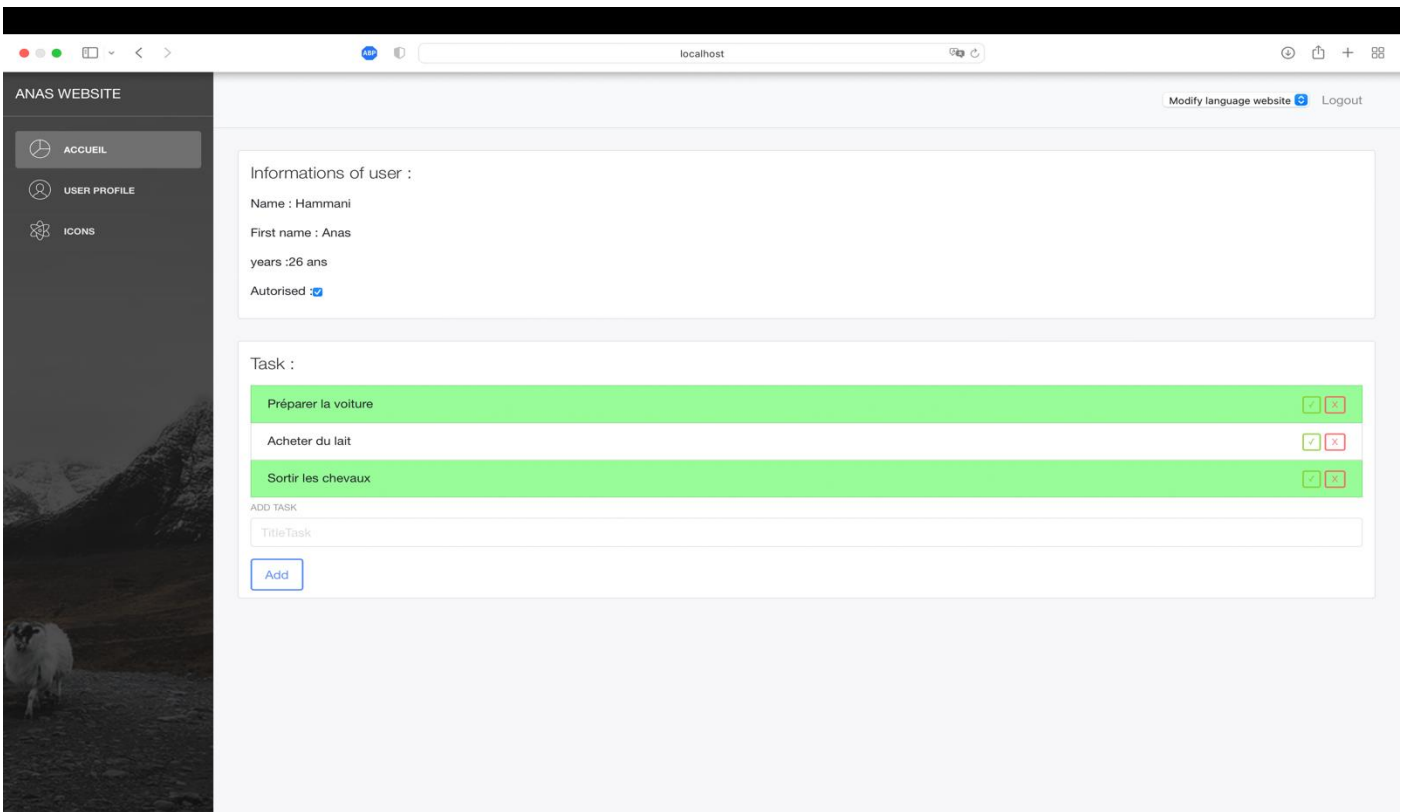 ABP
localhost
ANAS WEBSITE
Modify language website
Logout
ACCUEIL
USER PROFILE
ICONS
Informations of user :
Name : Hammani
First name : Anas
years :26 ans
Autorised :
Task :
Préparer la voiture
✓ X
Acheter du lait
✓ X
Sortir les chevaux
✓ X
ADD TASK
TitleTask
Add